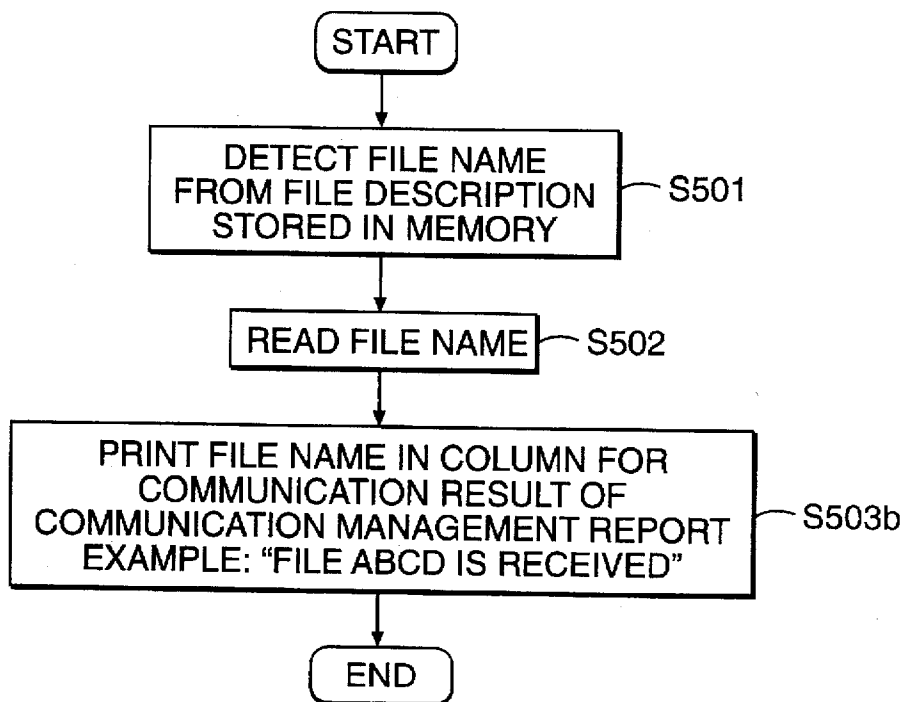 START
DETECT FILE NAME
FROM FILE DESCRIPTION
STORED IN MEMORY
S501
READ FILE NAME
S502
PRINT FILE NAME IN COLUMN FOR
COMMUNICATION RESULT OF
COMMUNICATION MANAGEMENT REPORT
EXAMPLE: “FILE ABCD IS RECEIVED”
S503b
END